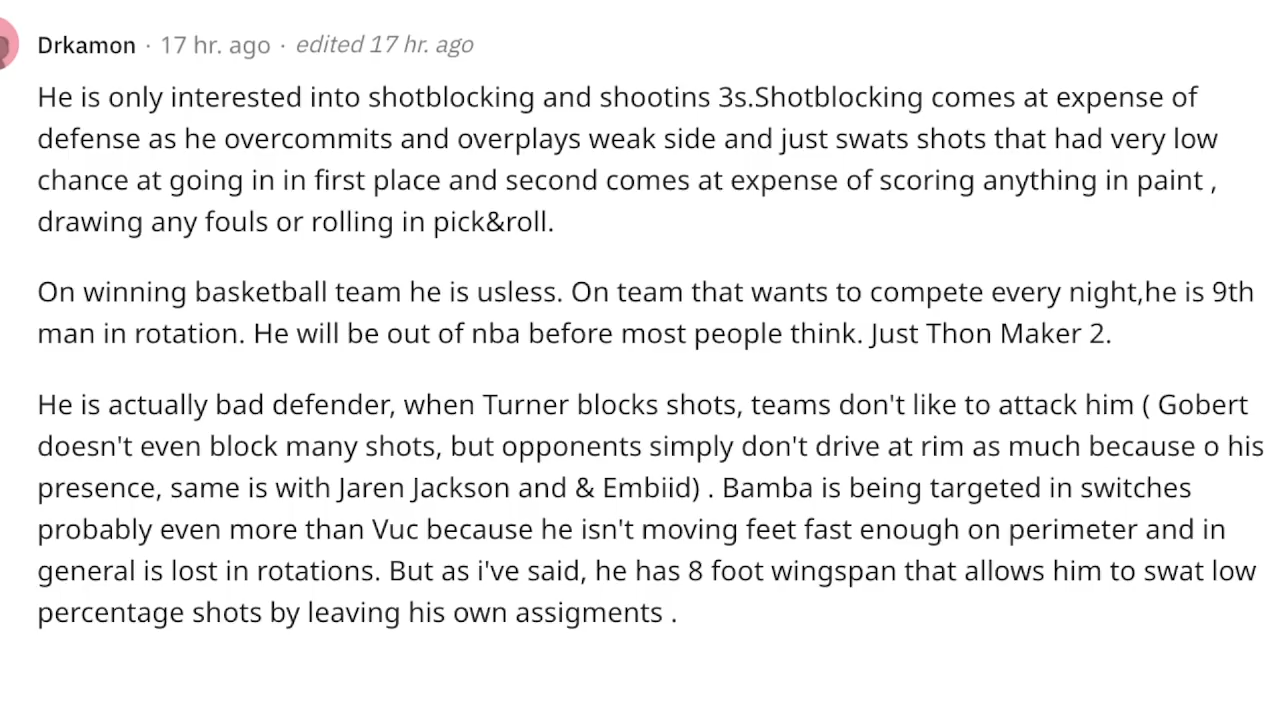 Drkamon · 17 hr. ago · edited 17 hr. ago
He is only interested into shotblocking and shootins 3s.Shotblocking comes at expense of
defense as he overcommits and overplays weak side and just swats shots that had very low
chance at going in in first place and second comes at expense of scoring anything in paint ,
drawing any fouls or rolling in pick&roll.
On winning basketball team he is usless. On team that wants to compete every night,he is 9th
man in rotation. He will be out of nba before most people think. Just Thon Maker 2.
He is actually bad defender, when Turner blocks shots, teams don't like to attack him ( Gobert
doesn't even block many shots, but opponents simply don't drive at rim as much because o his
presence, same is with Jaren Jackson and & Embiid) . Bamba is being targeted in switches
probably even more than Vuc because he isn't moving feet fast enough on perimeter and in
general is lost in rotations. But as i've said, he has 8 foot wingspan that allows him to swat low
percentage shots by leaving his own assigments .